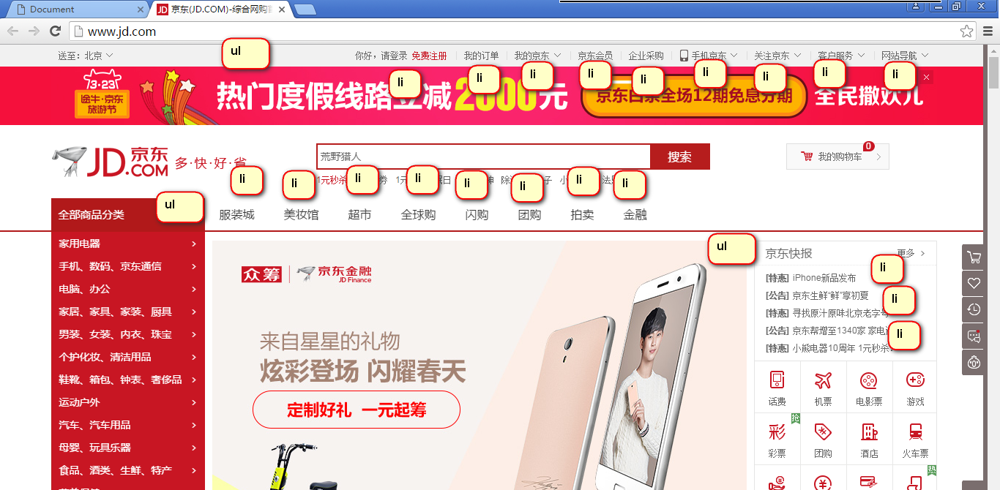 Document
JD 京东(JD.COM)-综合网购首
www.jd.com
送至：北京
ul
你好，请登录 免费注册
我的订单
我的京东
京东会员
企业采购
手机京东
关注京东
客户服务
网站导航
li
li
li
li
li
li
li
li
li
3·23
途牛·京东
旅游节
热门度假线路立减2000元
京东白条全场12期免息分期
全民撒欢儿
JD.COM 京东
多·快·好·省
荒野猎人
搜索
我的购物车
0
1元秒杀
li
li
li
li
li
li
li
li
全部商品分类
ul
服装城
美妆馆
超市
全球购
闪购
团购
拍卖
金融
家用电器
手机、数码、京东通信
电脑、办公
家居、家具、家装、厨具
男装、女装、内衣、珠宝
个护化妆、清洁用品
鞋靴、箱包、钟表、奢侈品
运动户外
汽车、汽车用品
母婴、玩具乐器
食品、酒类、生鲜、特产
众筹
京东金融
JD Finance
来自星星的礼物
炫彩登场 闪耀春天
定制好礼 一元起筹
ul
京东快报
更多
li
[特惠] iPhone新品发布
[公告] 京东生鲜“鲜”享初夏
li
[特惠] 寻找原汁原味北京老字号
[公告] 京东帮增至1340家 家电
li
[特惠] 小熊电器10周年 1元秒杀
话费
机票
电影票
游戏
抢
彩
彩票
团购
酒店
火车票
热